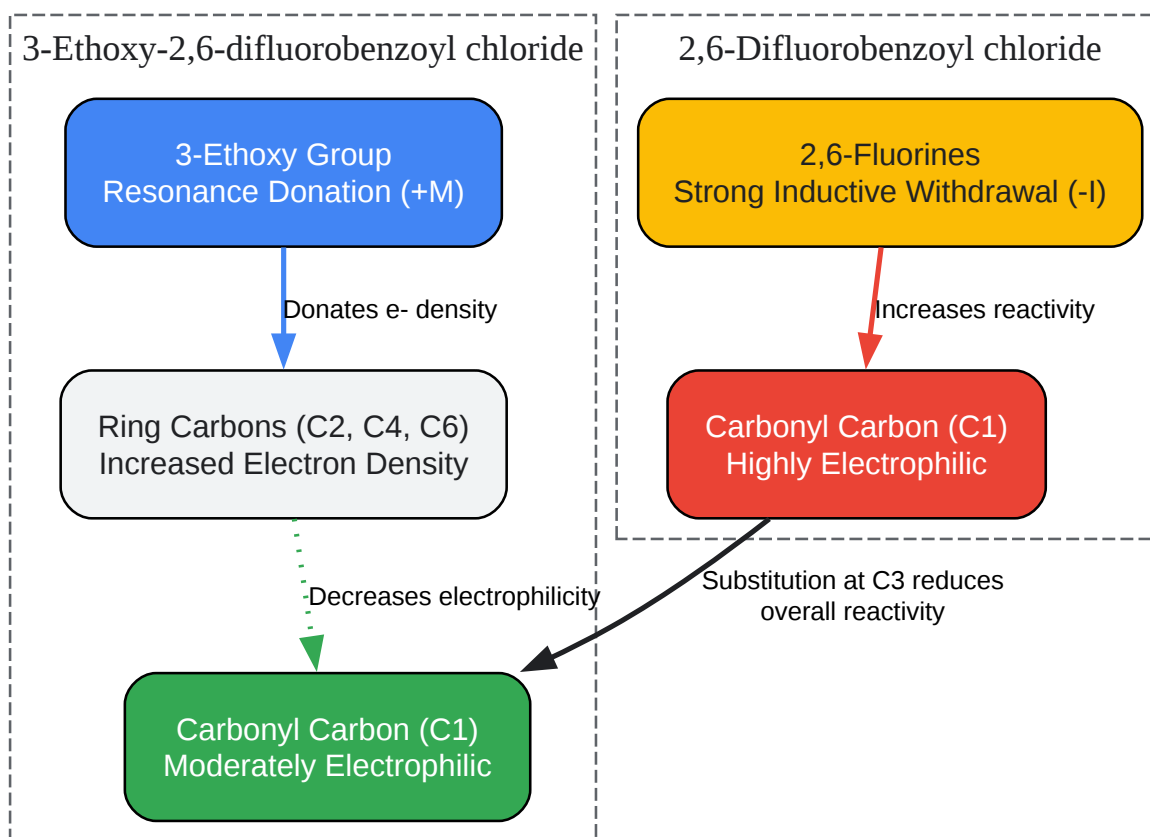 3-Ethoxy-2,6-difluorobenzoyl chloride
3-Ethoxy Group
Resonance Donation (+M)
Donates e- density
Ring Carbons (C2, C4, C6)
Increased Electron Density
Decreases electrophilicity
Carbonyl Carbon (C1)
Moderately Electrophilic
2,6-Difluorobenzoyl chloride
2,6-Fluorines
Strong Inductive Withdrawal (-I)
Increases reactivity
Carbonyl Carbon (C1)
Highly Electrophilic
Substitution at C3 reduces
overall reactivity